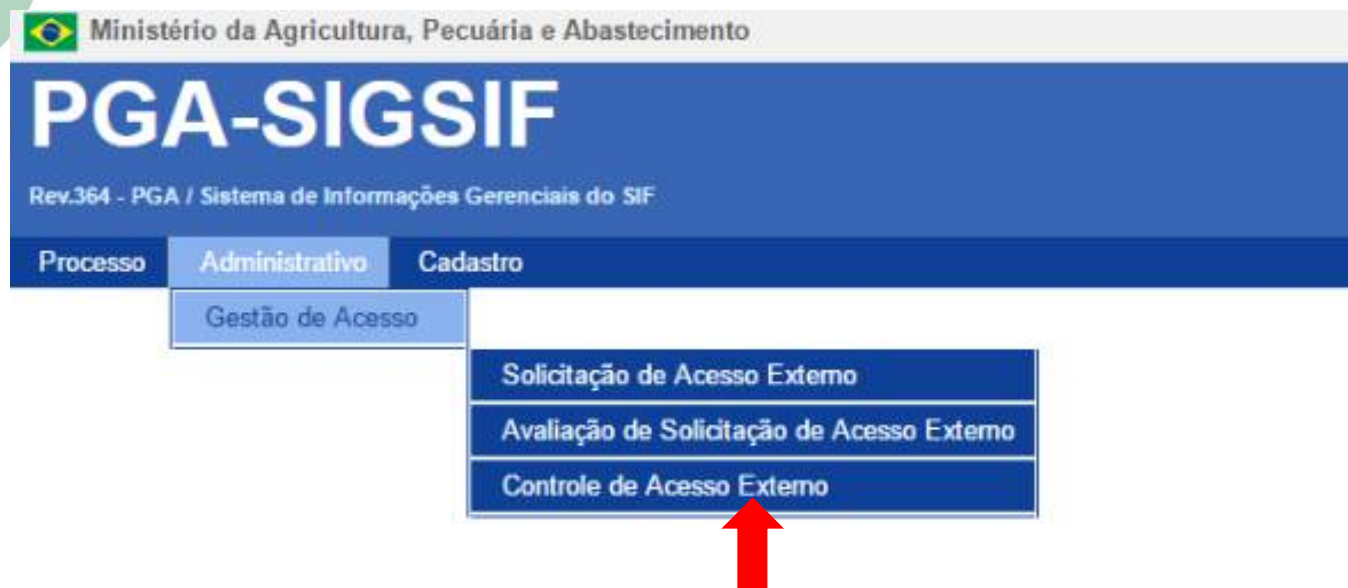 Ministério da Agricultura, Pecuária e Abastecimento
PGA-SIGSIF
Rev.364 - PGA / Sistema de Informações Gerenciais do SIF
Processo Administrativo Cadastro
Gestão de Acesso
Solicitação de Acesso Externo
Avaliação de Solicitação de Acesso Externo
Controle de Acesso Externo